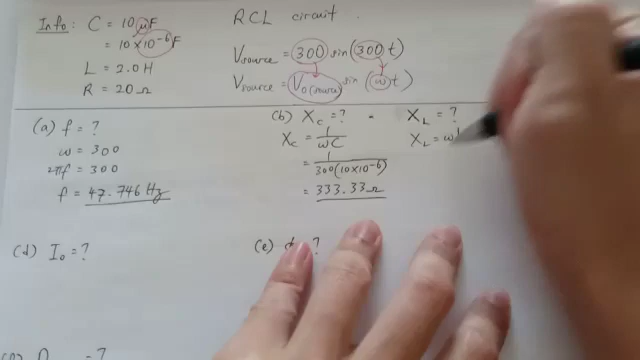 Info: C = 10 μF
= 10 × 10⁻⁶ F
L = 2.0 H
R = 20 Ω
RCL circuit.
Vsource = 300 sin(300 t)
Vsource = Vo(source) sin(ωt)
(a) f = ?
ω = 300
2πf = 300
f = 47.746 Hz
(b) Xc = ?
Xc = 1/ωC
= 1/300(10×10⁻⁶)
= 333.33 Ω
XL = ?
XL = ω
(d) I₀ = ?
(e) ?
= ?